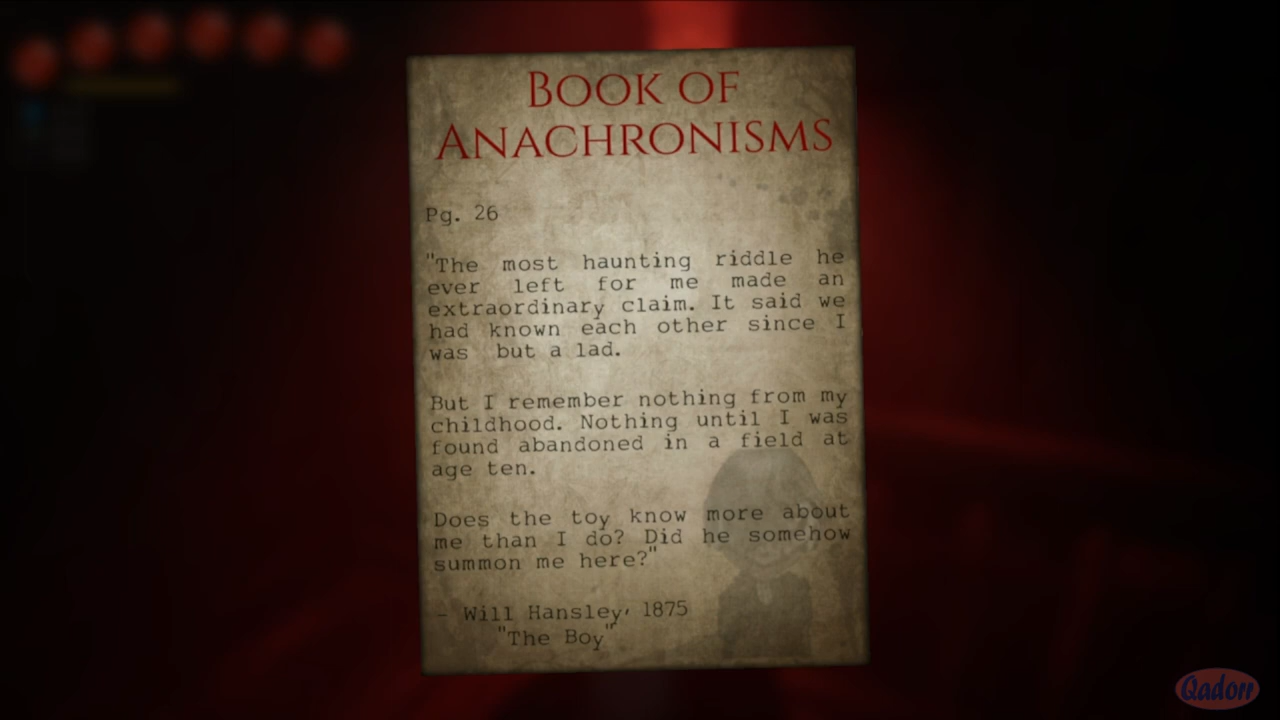 BOOK OF
ANACHRONISMS
Pg. 26
"The most haunting riddle he
ever left for me made an
extraordinary claim. It said we
had known each other since I
was but a lad.
But I remember nothing from my
childhood. Nothing until I was
found abandoned in a field at
age ten.
Does the toy know more about
me than I do? Did he somehow
summon me here?"
- Will Hansley, 1875
"The Boy"
Qadorr